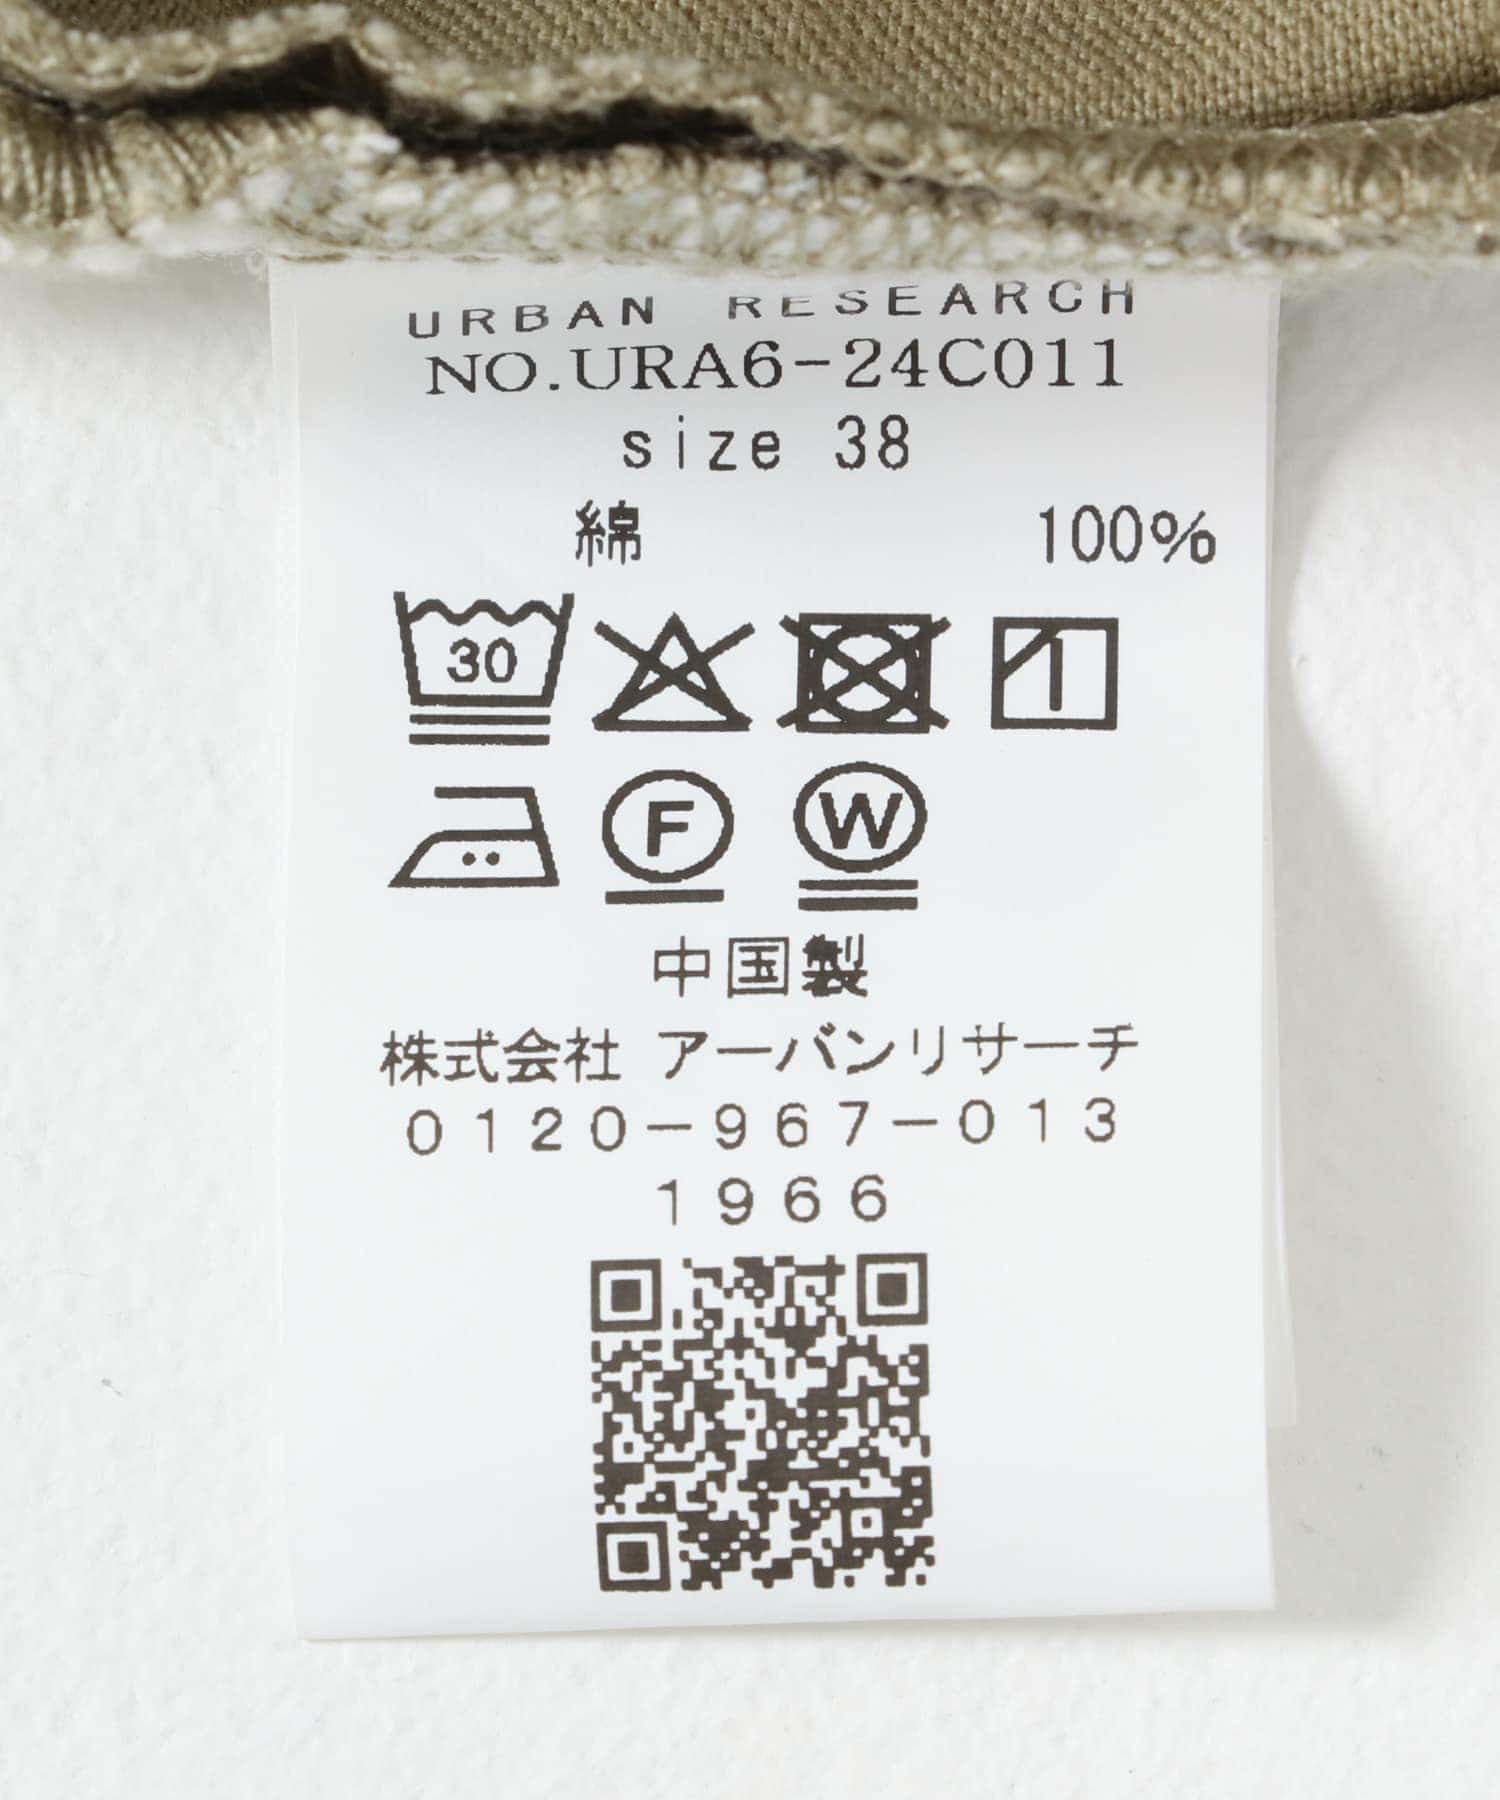 URBAN RESEARCH
NO.URA6-24C011
size 38
綿 100%
30
F W
中国製
株式会社 アーバンリサーチ
0120-967-013
1966